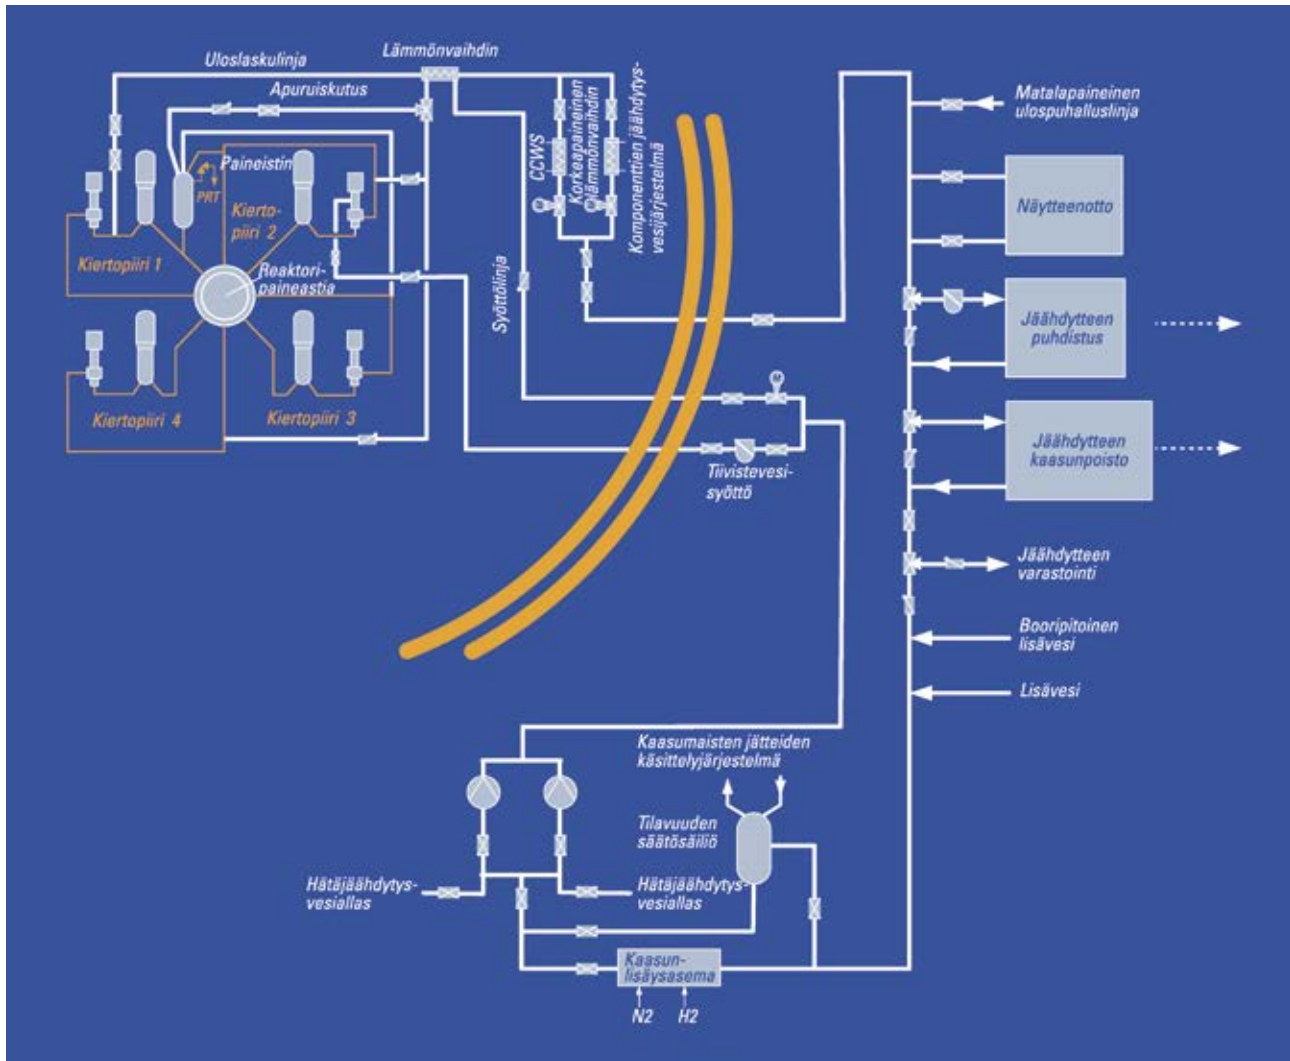 Uloslaskulinja
Lämmönvaihdin
Apuruiskutus
Paineistin
PRT
Kierto-
piiri 2
Kiertopiiri 1
Reaktori-
paineastia
Kiertopiiri 4
Kiertopiiri 3
Syöttölinja
CCWS
Korkeapaineinen
lämmönvaihdin
Komponenttien jäähdytys-
vesijärjestelmä
Matalapaineinen
ulospuhalluslinja
Näytteenotto
Jäähdytteen
puhdistus
Jäähdytteen
kaasunpoisto
M
Tiivistevesi-
syöttö
Jäähdytteen
varastointi
Booripitoinen
lisävesi
Lisävesi
Kaasumaisten jätteiden
käsittelyjärjestelmä
Tilavuuden
säätösäiliö
Hätäjäähdytys-
vesiallas
Hätäjäähdytys-
vesiallas
Kaasun-
lisäysasema
N2
H2